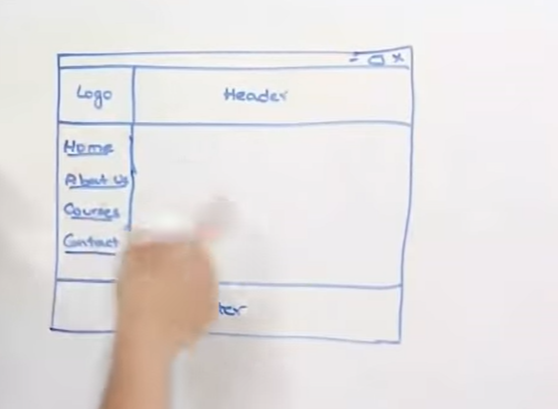 - □ x
Logo
Header
Home
About Us
Courses
Contact